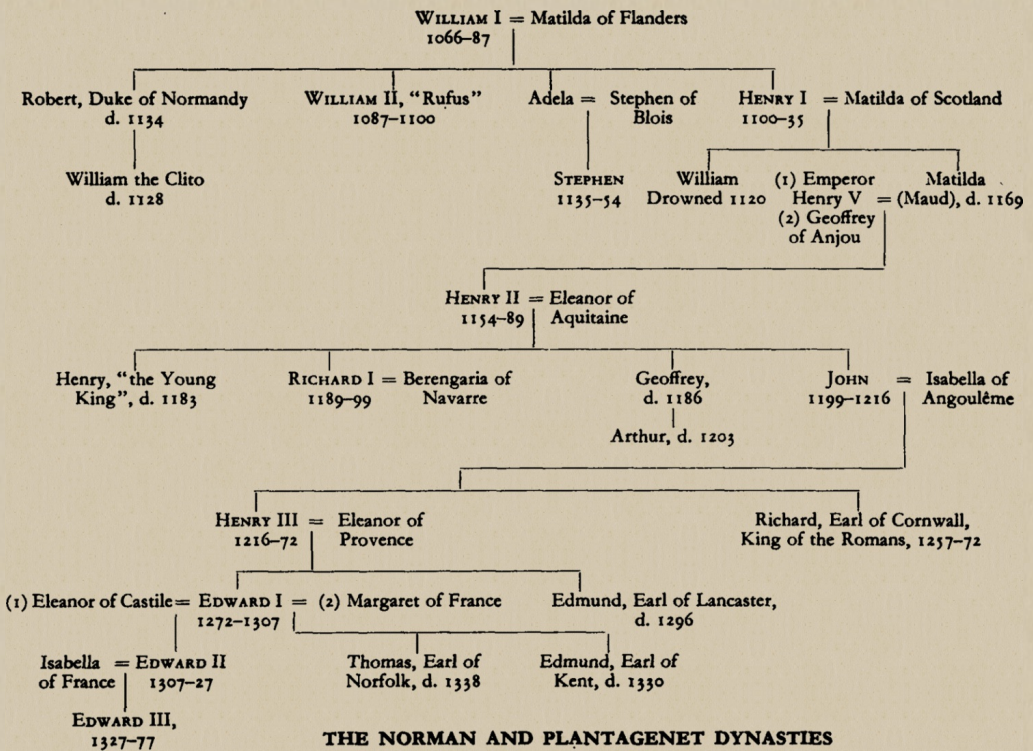 WILLIAM I = Matilda of Flanders
1066–87
Robert, Duke of Normandy
d. 1134
WILLIAM II, "Rufus"
1087–1100
Adela = Stephen of
Blois
HENRY I = Matilda of Scotland
1100–35
William the Clito
d. 1128
STEPHEN
1135–54
William
Drowned 1120
(1) Emperor
Henry V =
(2) Geoffrey
of Anjou
Matilda
(Maud), d. 1169
HENRY II = Eleanor of
1154–89 Aquitaine
Henry, "the Young
King", d. 1183
RICHARD I = Berengaria of
1189–99 Navarre
Geoffrey,
d. 1186
JOHN = Isabella of
1199–1216 Angoulême
Arthur, d. 1203
HENRY III = Eleanor of
1216–72 Provence
Richard, Earl of Cornwall,
King of the Romans, 1257–72
(1) Eleanor of Castile = EDWARD I = (2) Margaret of France
1272–1307
Edmund, Earl of Lancaster,
d. 1296
Isabella = EDWARD II
of France 1307–27
Thomas, Earl of
Norfolk, d. 1338
Edmund, Earl of
Kent, d. 1330
EDWARD III,
1327–77
THE NORMAN AND PLANTAGENET DYNASTIES